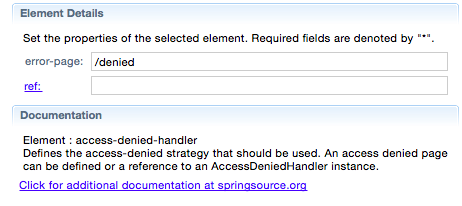 Element Details
Set the properties of the selected element. Required fields are denoted by "*".
error-page: /denied
ref:
Documentation
Element : access-denied-handler
Defines the access-denied strategy that should be used. An access denied page
can be defined or a reference to an AccessDeniedHandler instance.
Click for additional documentation at springsource.org